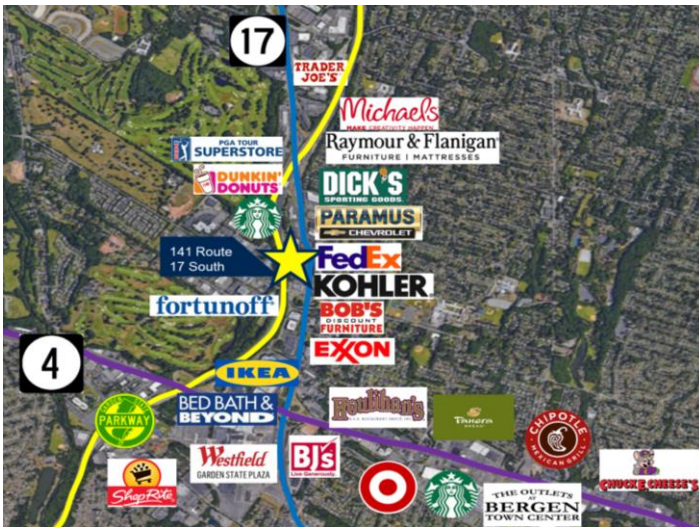 17
TRADER
JOE'S
Michaels
MAKE CREATIVITY HAPPEN
Raymour & Flanigan
FURNITURE | MATTRESSES
PGA TOUR
SUPERSTORE
DUNKIN'
DONUTS
DICK'S
SPORTING GOODS
PARAMUS
CHEVROLET
141 Route
17 South
FedEx
KOHLER
fortunoff
BOB'S
DISCOUNT
FURNITURE
EXXON
4
IKEA
PARKWAY
BED BATH &
BEYOND
Houlihan's
Panera
BREAD
CHIPOTLE
MEXICAN GRILL
Westfield
GARDEN STATE PLAZA
BJ's
Live Generously
ShopRite
CHUCK E. CHEESE'S
THE OUTLETS
AT
BERGEN
TOWN CENTER